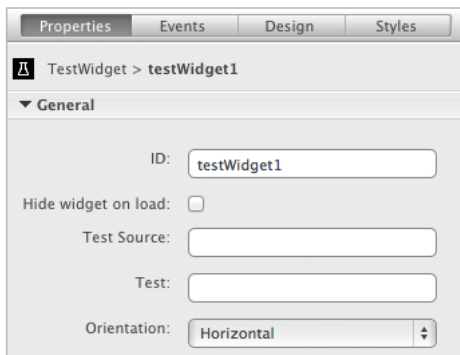 Properties Events Design Styles
TestWidget > testWidget1
General
ID: testWidget1
Hide widget on load:
Test Source:
Test:
Orientation: Horizontal